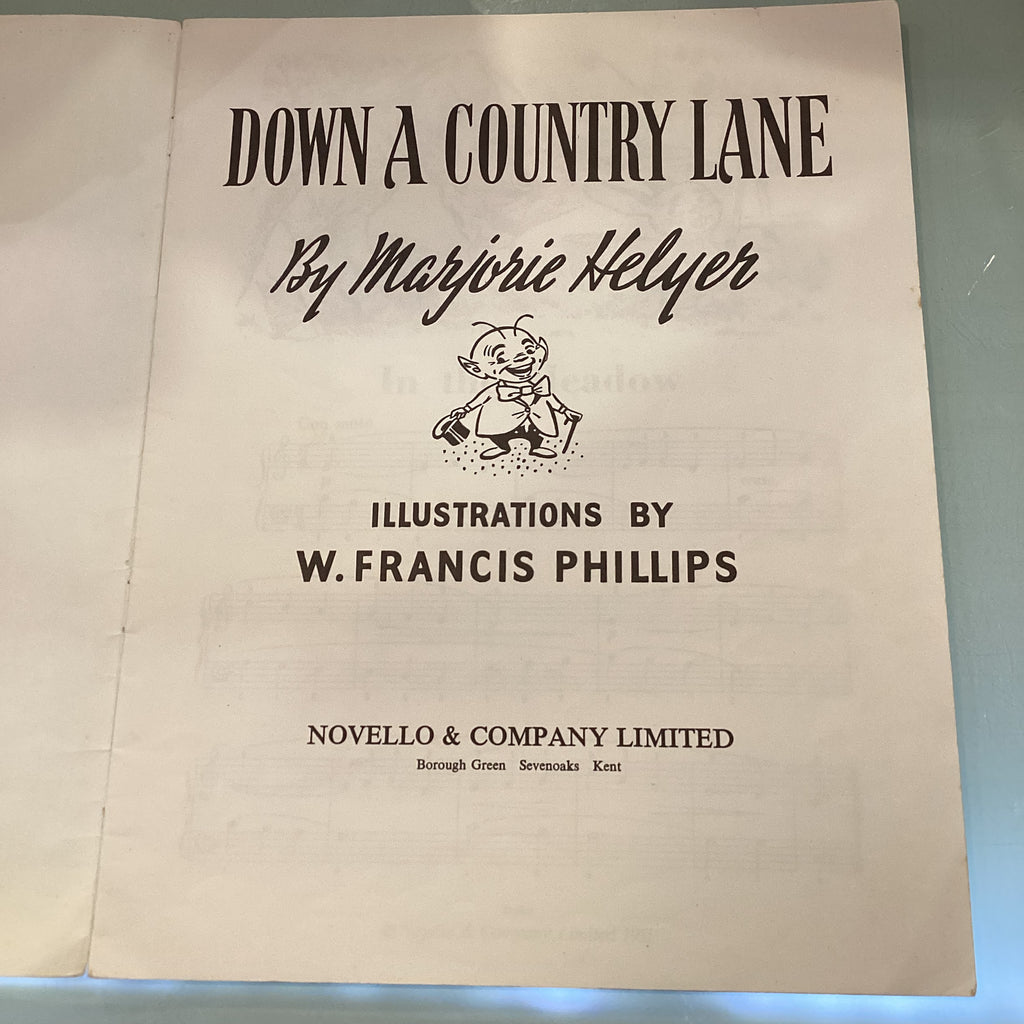 DOWN A COUNTRY LANE
By Marjorie Helyer
ILLUSTRATIONS BY
W. FRANCIS PHILLIPS
NOVELLO & COMPANY LIMITED
Borough Green Sevenoaks Kent